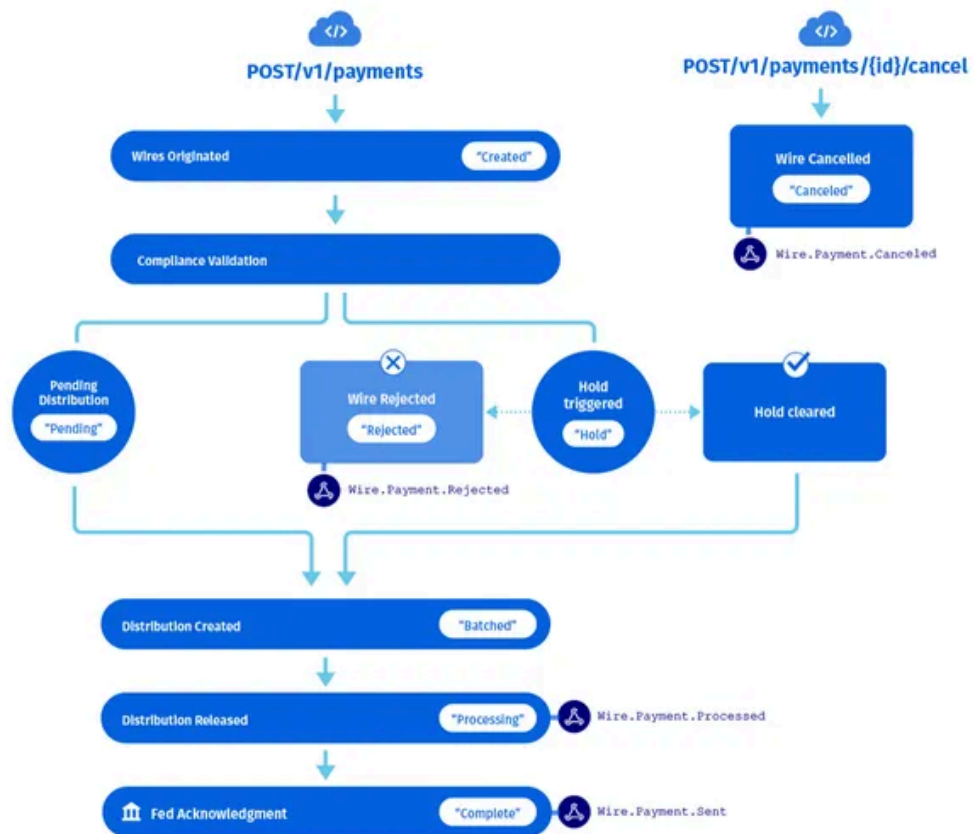 </>
POST/v1/payments
</>
POST/v1/payments/{id}/cancel
Wires Originated
"Created"
Wire Cancelled
"Canceled"
Wire.Payment.Canceled
Compliance Validation
Pending
Distribution
"Pending"
Wire Rejected
"Rejected"
Wire.Payment.Rejected
Hold
triggered
"Hold"
Hold cleared
Distribution Created
"Batched"
Distribution Released
"Processing"
Wire.Payment.Processed
Fed Acknowledgment
"Complete"
Wire.Payment.Sent